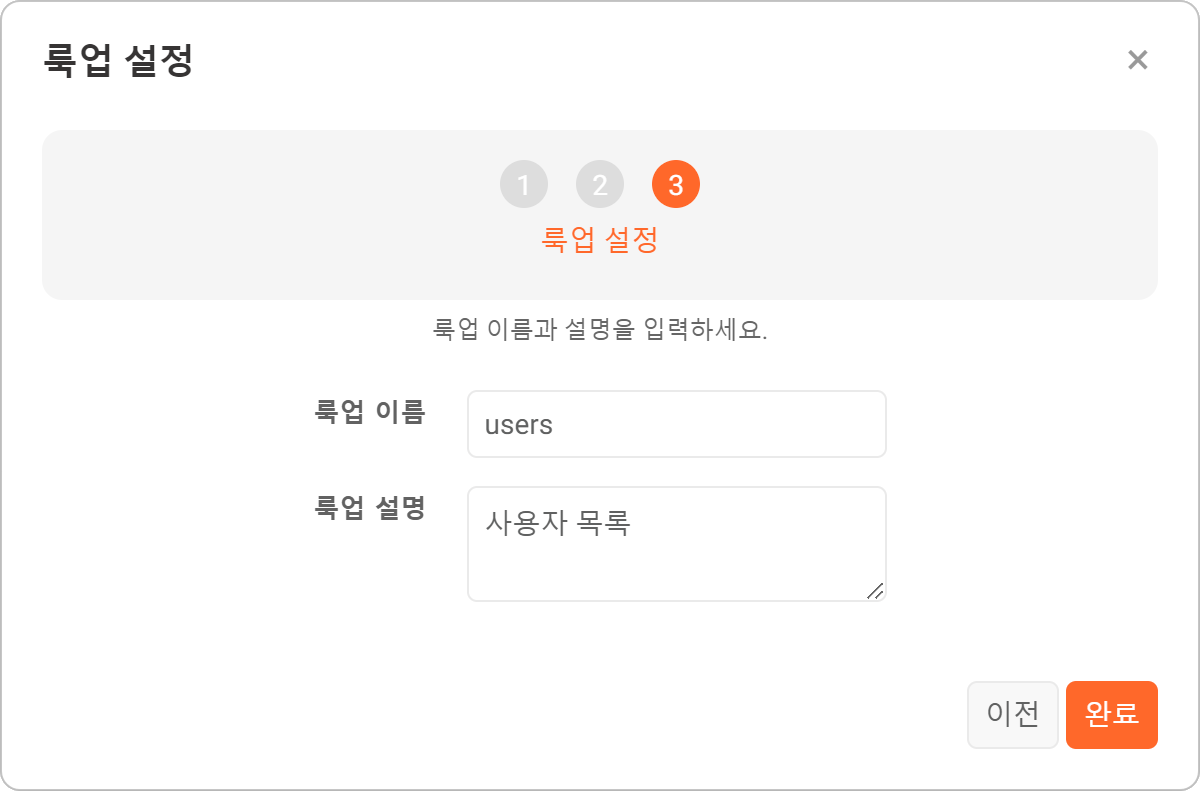 룩업 설정
×
1 2 3
룩업 설정
룩업 이름과 설명을 입력하세요.
룩업 이름
users
룩업 설명
사용자 목록
이전 완료